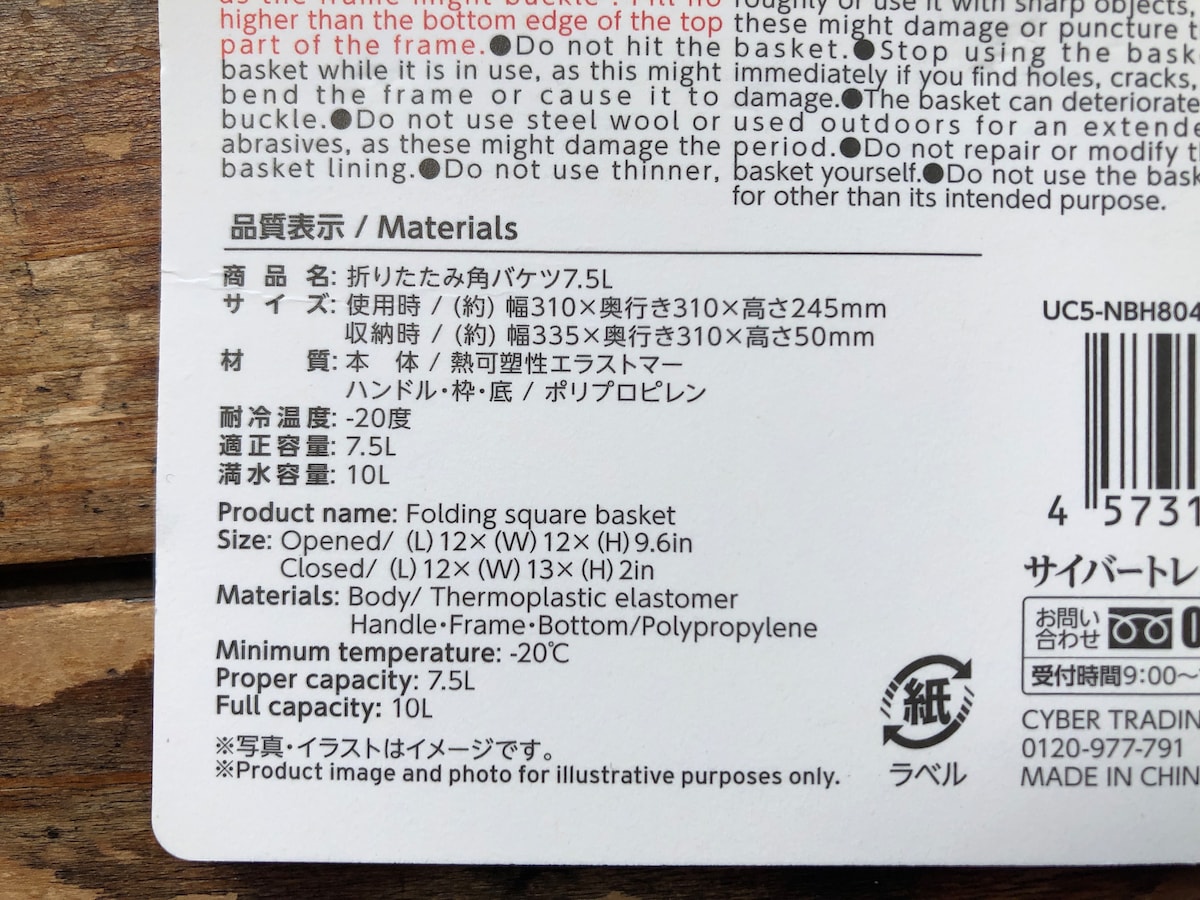 higher than the bottom edge of the top
part of the frame.●Do not hit the
basket while it is in use, as this might
bend the frame or cause it to
buckle.●Do not use steel wool or
abrasives, as these might damage the
basket lining.●Do not use thinner,
roughly or use it with sharp objects,
these might damage or puncture
basket.●Stop using the
immediately if you find holes, cracks,
damage.●The basket can deteriorate
used outdoors for an
period.●Do not repair or modify
basket yourself.●Do not use the
for other than its intended purpose.
品質表示 / Materials
商品名: 折りたたみ角バケツ7.5L
サイズ: 使用時 / (約) 幅310×奥行き310×高さ245mm
収納時 / (約) 幅335×奥行き310×高さ50mm
材質: 本 体 / 熱可塑性エラストマー
ハンドル・枠・底 / ポリプロピレン
耐冷温度: -20度
適正容量: 7.5L
満水容量: 10L
Product name: Folding square basket
Size: Opened/ (L)12×(W)12×(H)9.6in
Closed/ (L)12×(W)13×(H)2in
Materials: Body/ Thermoplastic elastomer
Handle・Frame・Bottom/Polypropylene
Minimum temperature: -20℃
Proper capacity: 7.5L
Full capacity: 10L
※写真・イラストはイメージです。
※Product image and photo for illustrative purposes only.
紙
ラベル
UC5-NBH804
4 5731
サイバートレ
お問い
合わせ
受付時間9:00〜
CYBER TRADIN
0120-977-791
MADE IN CHIN